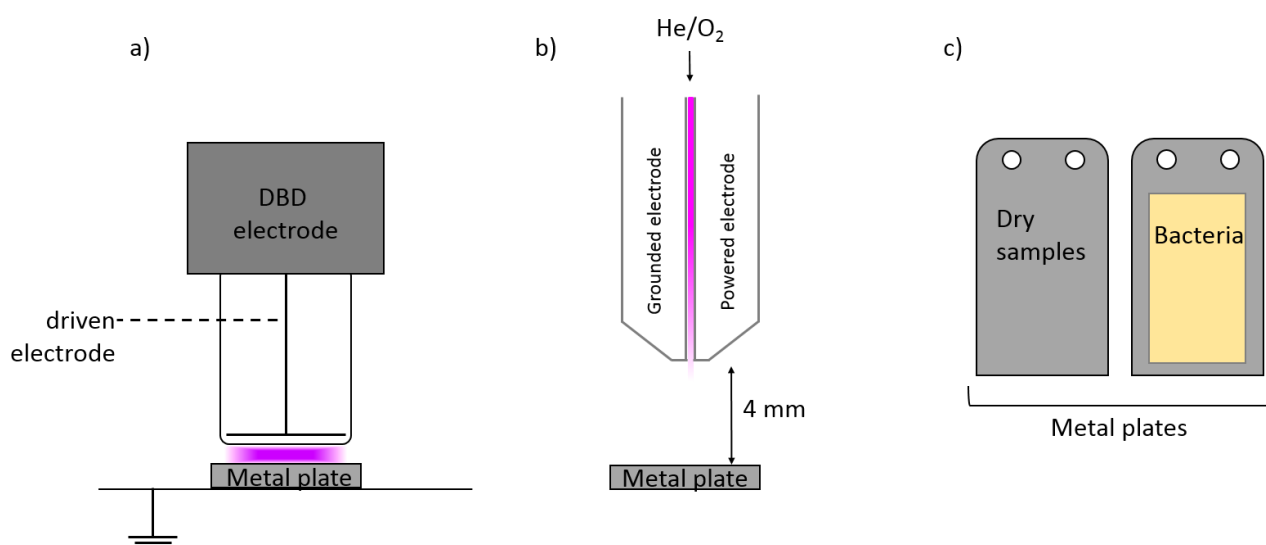 a)
DBD
electrode
driven
electrode
Metal plate
b)
He/O₂
Grounded electrode
Powered electrode
4 mm
Metal plate
c)
Dry
samples
Bacteria
Metal plates